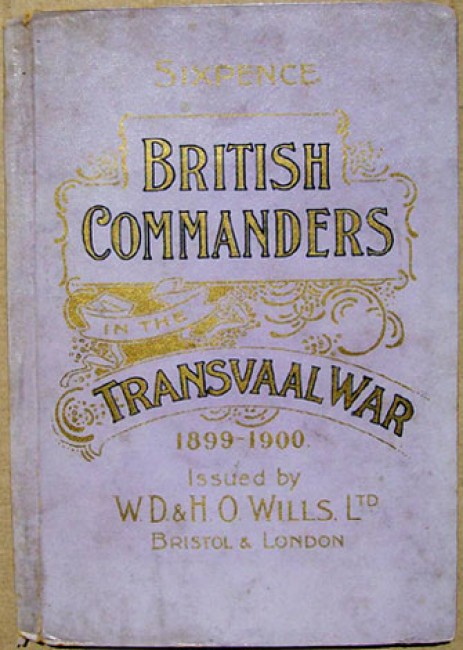 SIXPENCE
BRITISH
COMMANDERS
IN THE
TRANSVAAL WAR
1899-1900.
Issued by
W.D. & H.O. WILLS. LTD
BRISTOL & LONDON